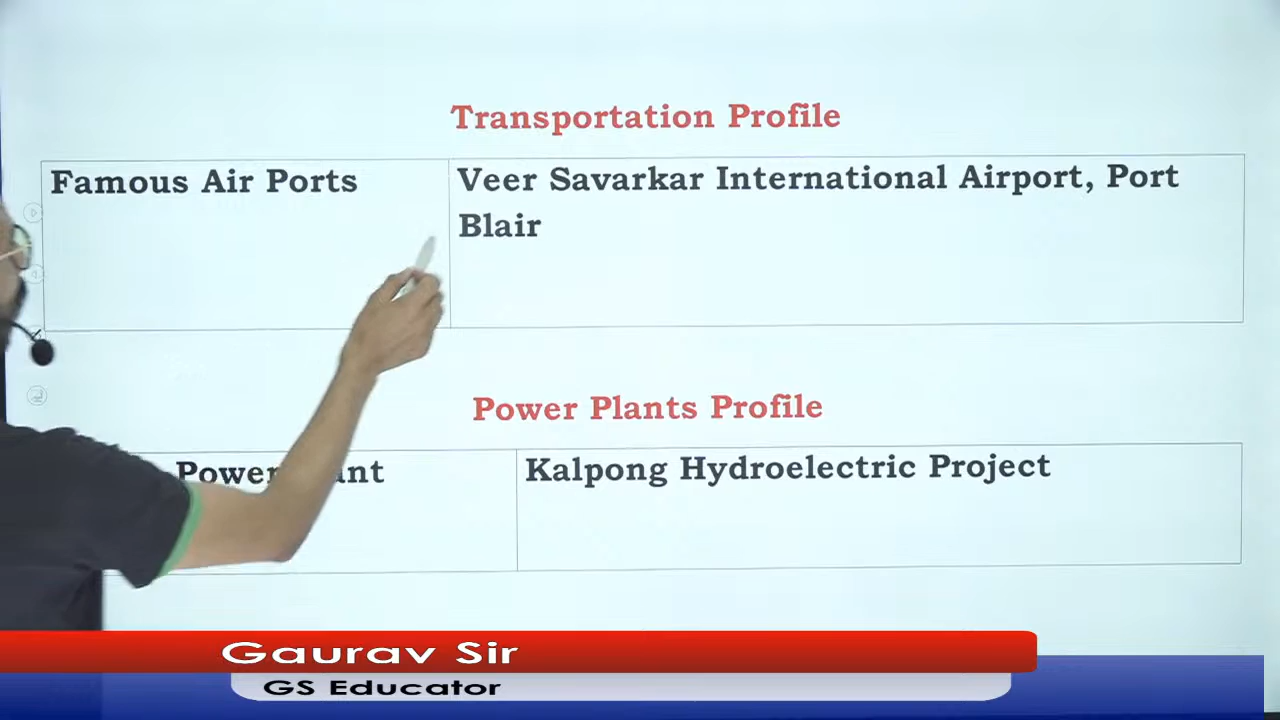 Transportation Profile
Famous Air Ports
Veer Savarkar International Airport, Port
Blair
Power Plants Profile
Power
Kalpong Hydroelectric Project
Gaurav Sir
GS Educator